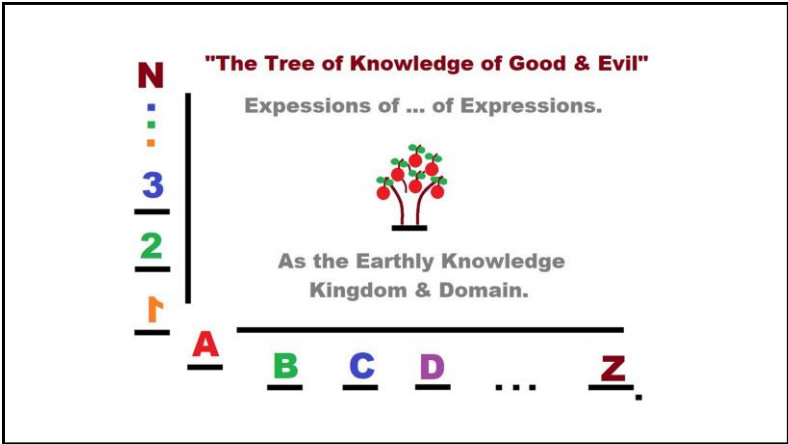 "The Tree of Knowledge of Good & Evil"
N
Expessions of ... of Expressions.
3
2
As the Earthly Knowledge
Kingdom & Domain.
1
A
B C D ... Z.